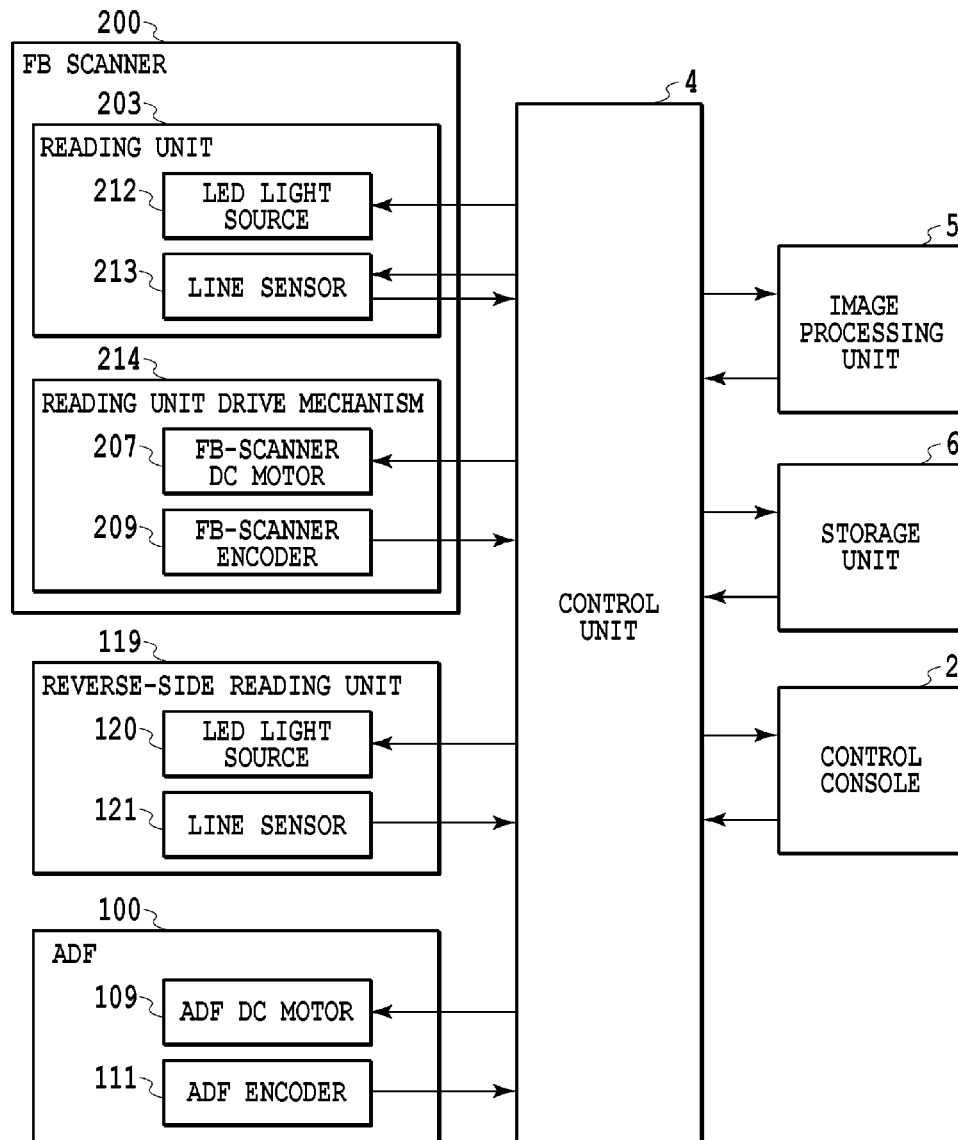 200
FB SCANNER
203
READING UNIT
212
LED LIGHT
SOURCE
213
LINE SENSOR
214
READING UNIT DRIVE MECHANISM
207
FB-SCANNER
DC MOTOR
209
FB-SCANNER
ENCODER
119
REVERSE-SIDE READING UNIT
120
LED LIGHT
SOURCE
121
LINE SENSOR
100
ADF
109
ADF DC MOTOR
111
ADF ENCODER
4
CONTROL
UNIT
5
IMAGE
PROCESSING
UNIT
6
STORAGE
UNIT
2
CONTROL
CONSOLE